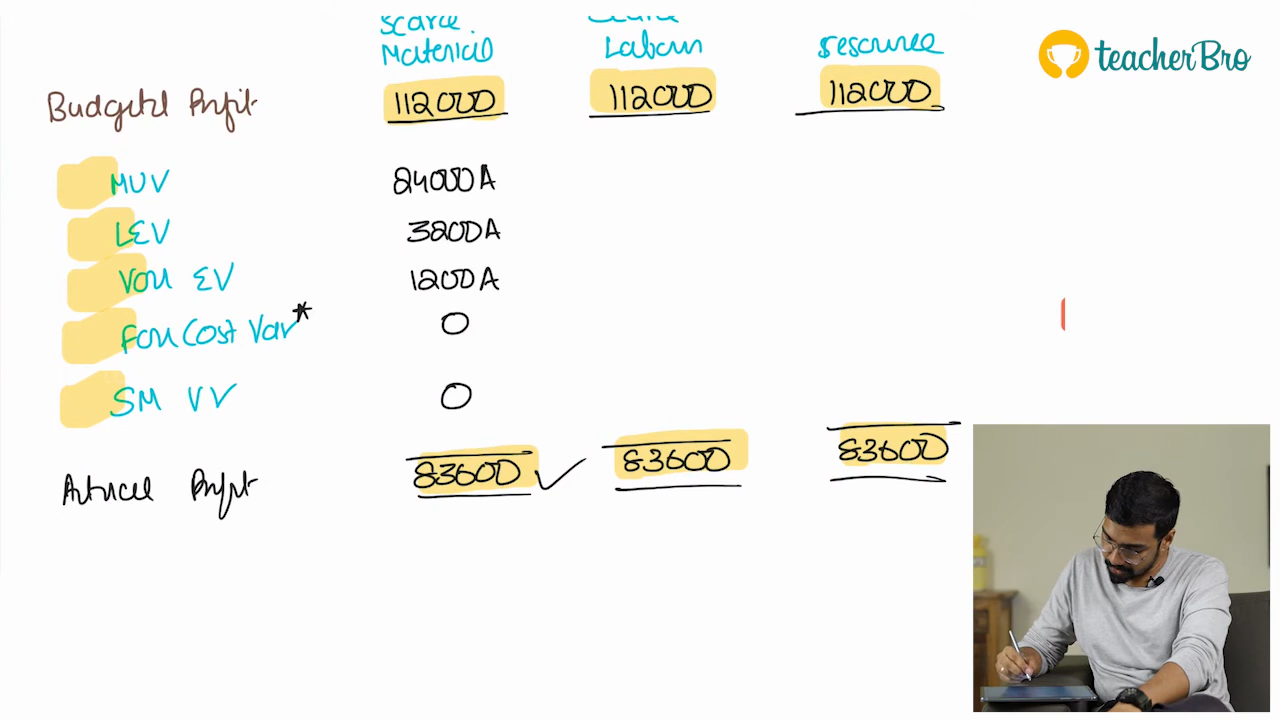 Scarce
Material Labour resource
teacherBro
Budgeted Profit 112000 112000 112000
MUV 24000A
LEV 3200A
VOH EV 1200A
FOH Cost Var* 0
SM VV 0
Actual Profit 83600 83600 83600